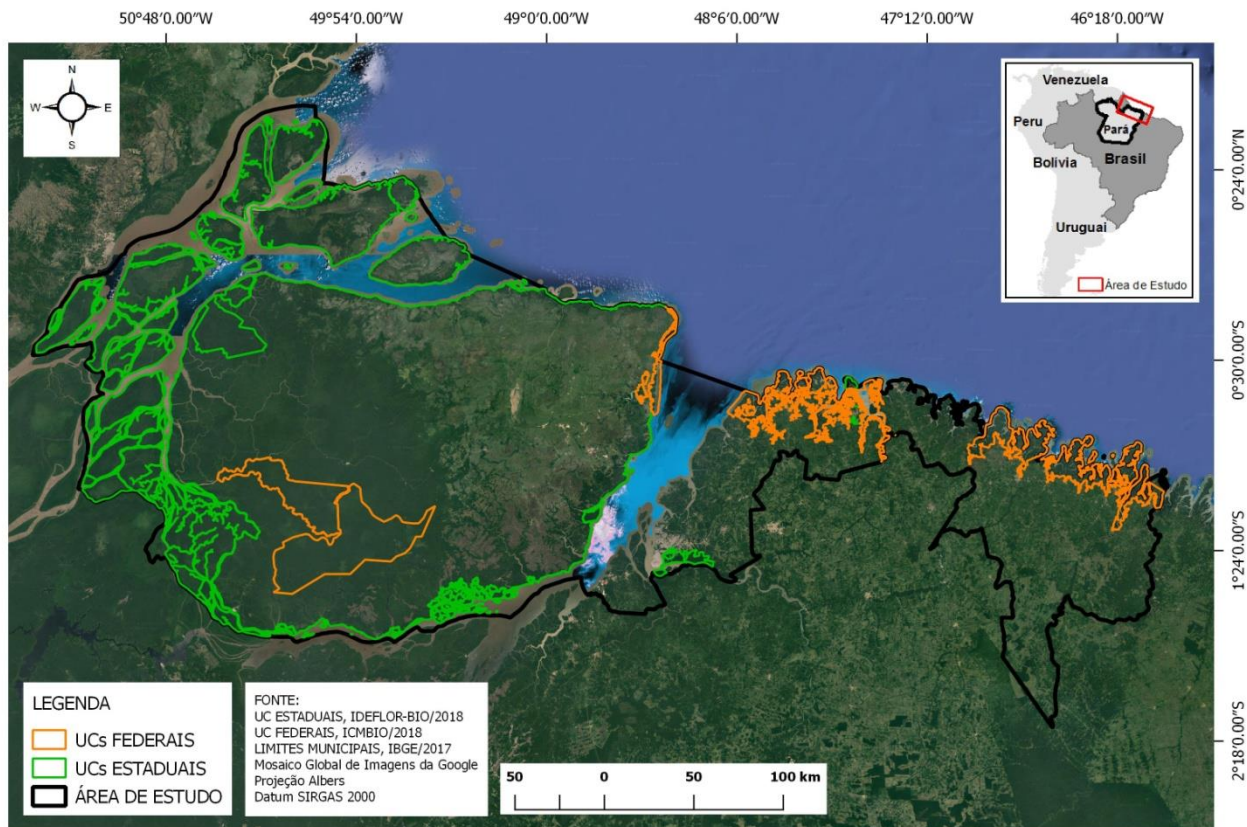 50°48'0.00"W 49°54'0.00"W 49°0'0.00"W 48°6'0.00"W 47°12'0.00"W 46°18'0.00"W
N
W E
S
Venezuela
Peru
Pará
Brasil
Bolivia
Uruguai
Área de Estudo
0°24'0.00"N
0°30'0.00"S
1°24'0.00"S
2°18'0.00"S
LEGENDA
UCs FEDERAIS
UCs ESTADUAIS
ÁREA DE ESTUDO
FONTE:
UC ESTADUAIS, IDEFLOR-BIO/2018
UC FEDERAIS, ICMBIO/2018
LIMITES MUNICIPAIS, IBGE/2017
Mosaico Global de Imagens da Google
Projeção Albers
Datum SIRGAS 2000
50 0 50 100 km